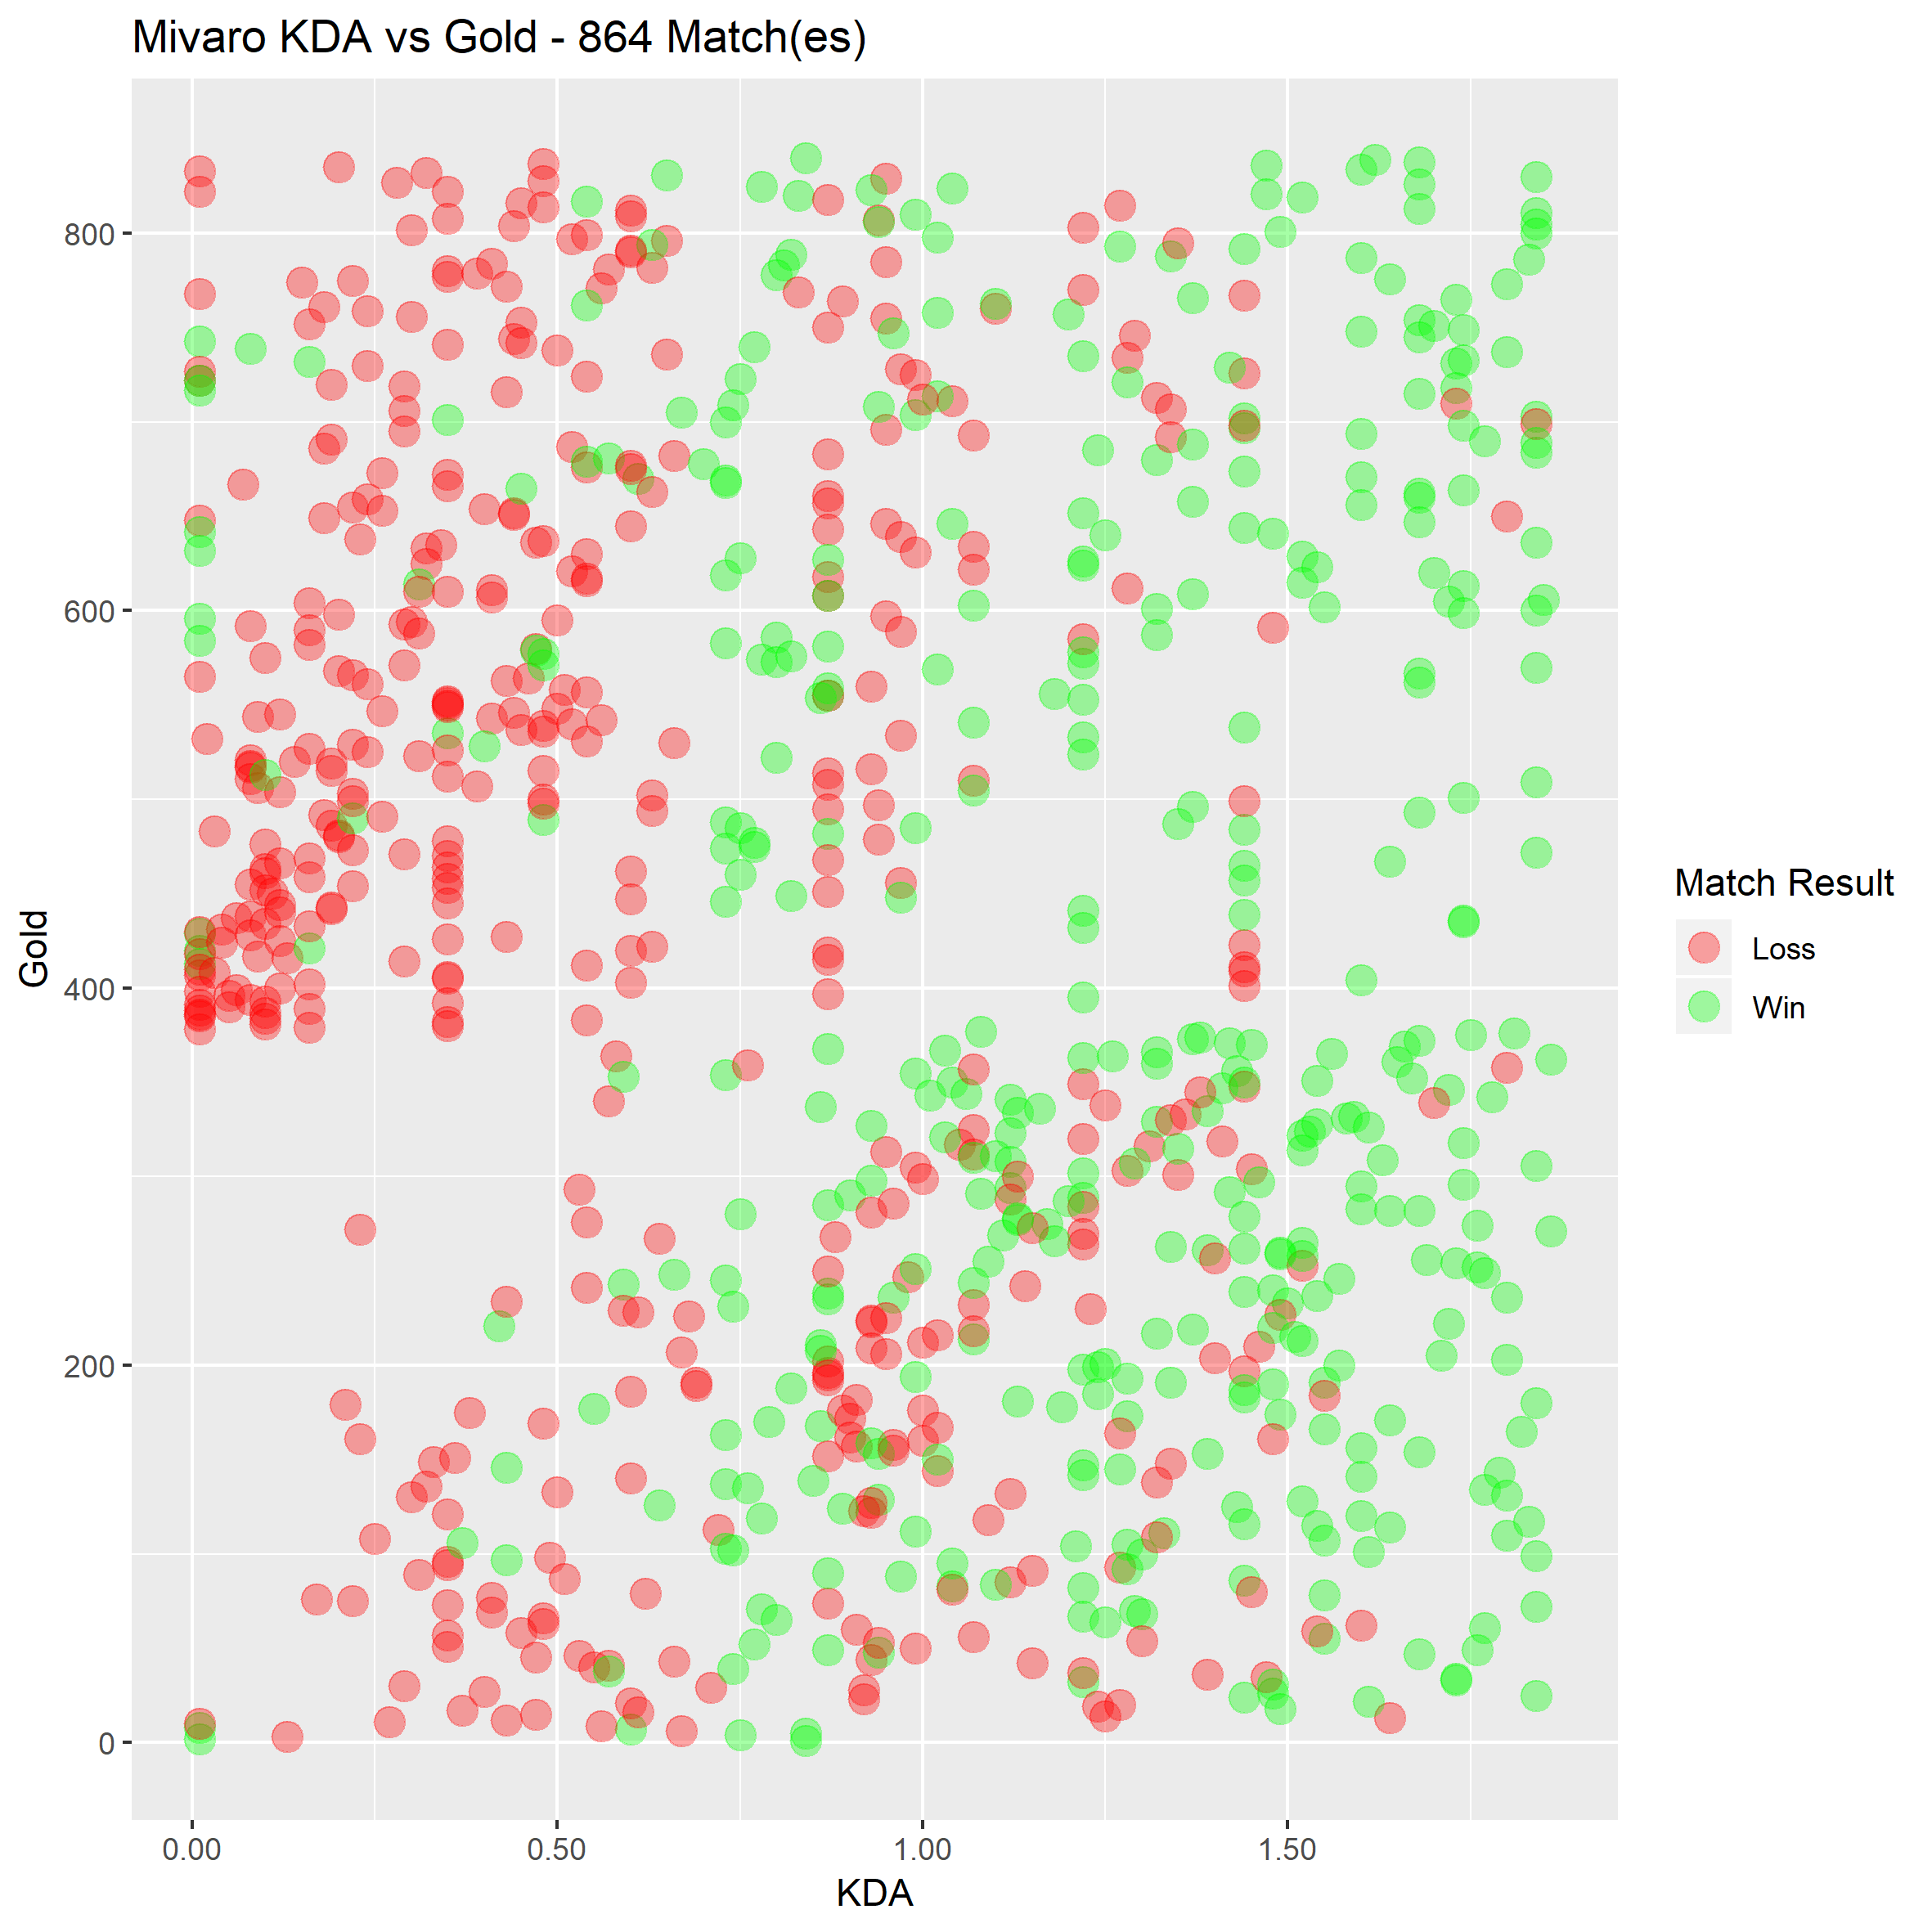 Mivaro KDA vs Gold - 864 Match(es)
800
600
400
200
0
Gold
0.00 0.50 1.00 1.50
KDA
Match Result
Loss
Win